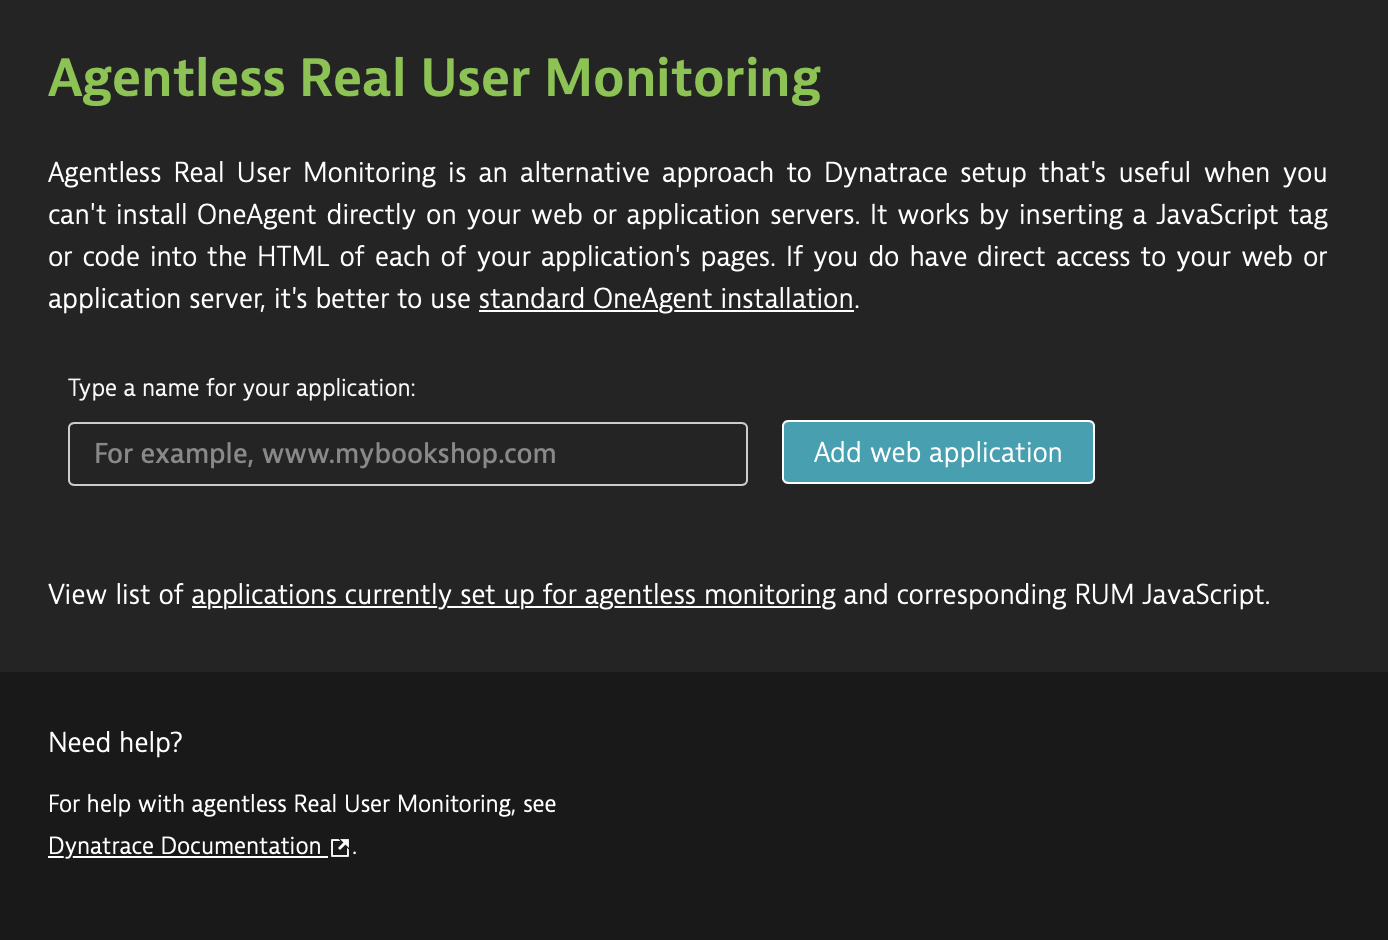 Agentless Real User Monitoring
Agentless Real User Monitoring is an alternative approach to Dynatrace setup that's useful when you
can't install OneAgent directly on your web or application servers. It works by inserting a JavaScript tag
or code into the HTML of each of your application's pages. If you do have direct access to your web or
application server, it's better to use standard OneAgent installation.
Type a name for your application:
For example, www.mybookshop.com
Add web application
View list of applications currently set up for agentless monitoring and corresponding RUM JavaScript.
Need help?
For help with agentless Real User Monitoring, see
Dynatrace Documentation .